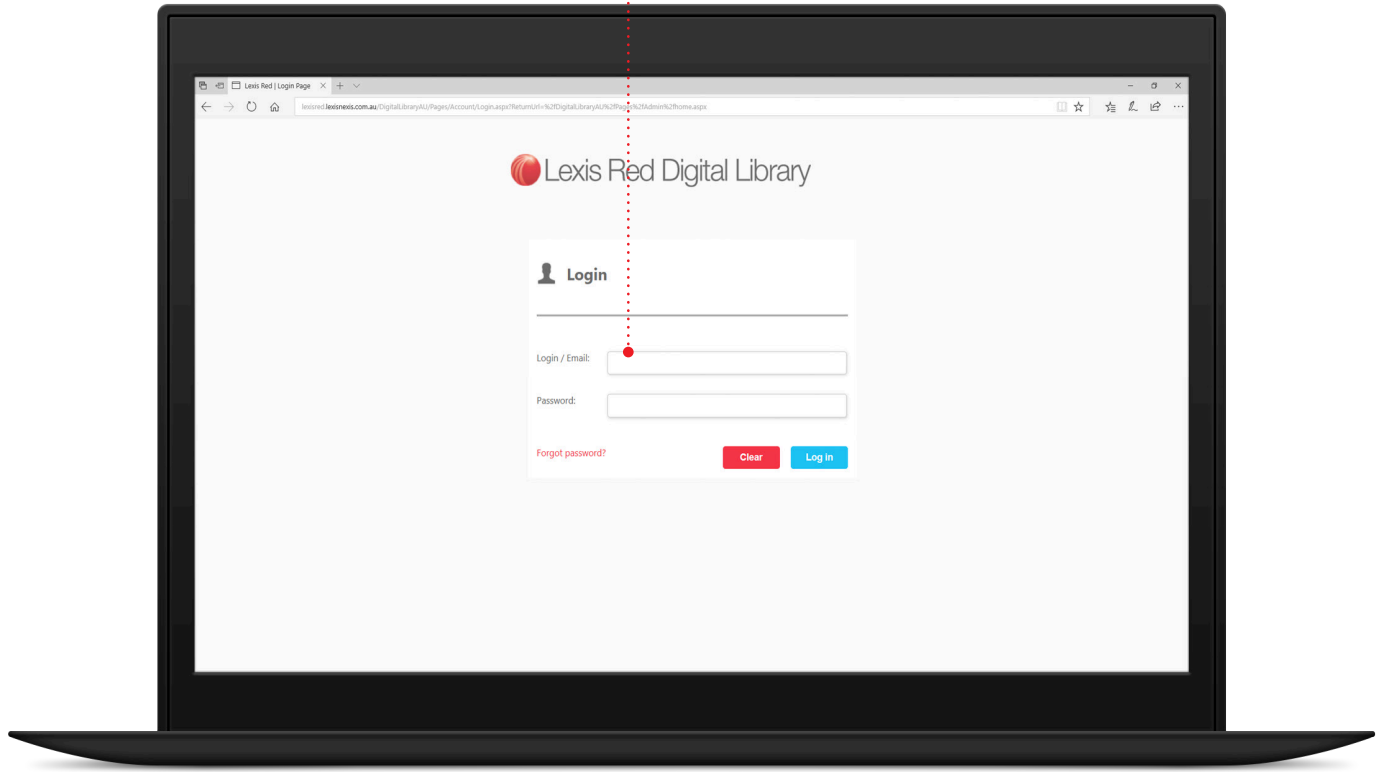 Lexis Red | Login Page
lexisred.lexisnexis.com.au/DigitalLibraryAU/Pages/Account/Login.aspx?ReturnUrl=%2fDigitalLibraryAU%2fPages%2fAdmin%2fhome.aspx
Lexis Red Digital Library
Login
Login / Email:
Password:
Forgot password?
Clear
Log In